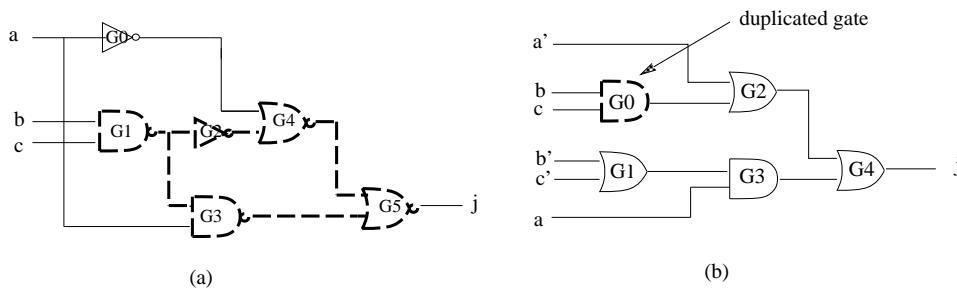 duplicated gate
a
G0
b
c
G1
G2
G4
G3
G5
j
(a)
a’
b
c
G0
G2
b’
c’
G1
G3
G4
a
j
(b)